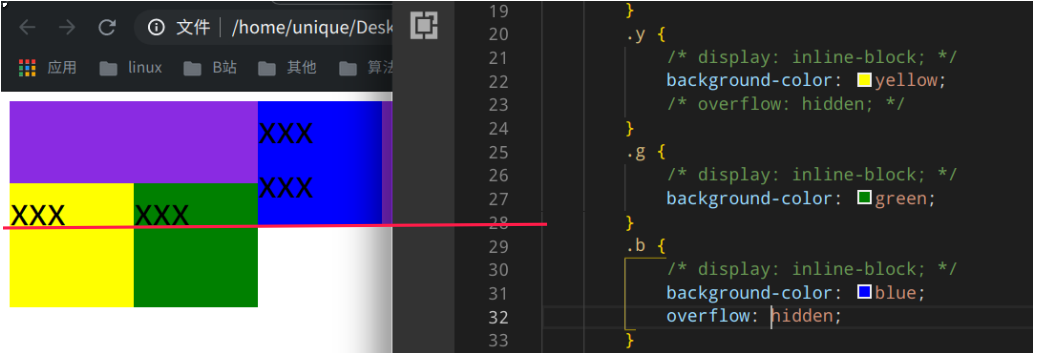 文件 | /home/unique/Desk
应用 linux B站 其他 算法
xxx
xxx
xxx xxx
19 }
20 .y {
21 /* display: inline-block; */
22 background-color: yellow;
23 /* overflow: hidden; */
24 }
25 .g {
26 /* display: inline-block; */
27 background-color: green;
28 }
29 .b {
30 /* display: inline-block; */
31 background-color: blue;
32 overflow: hidden;
33 }